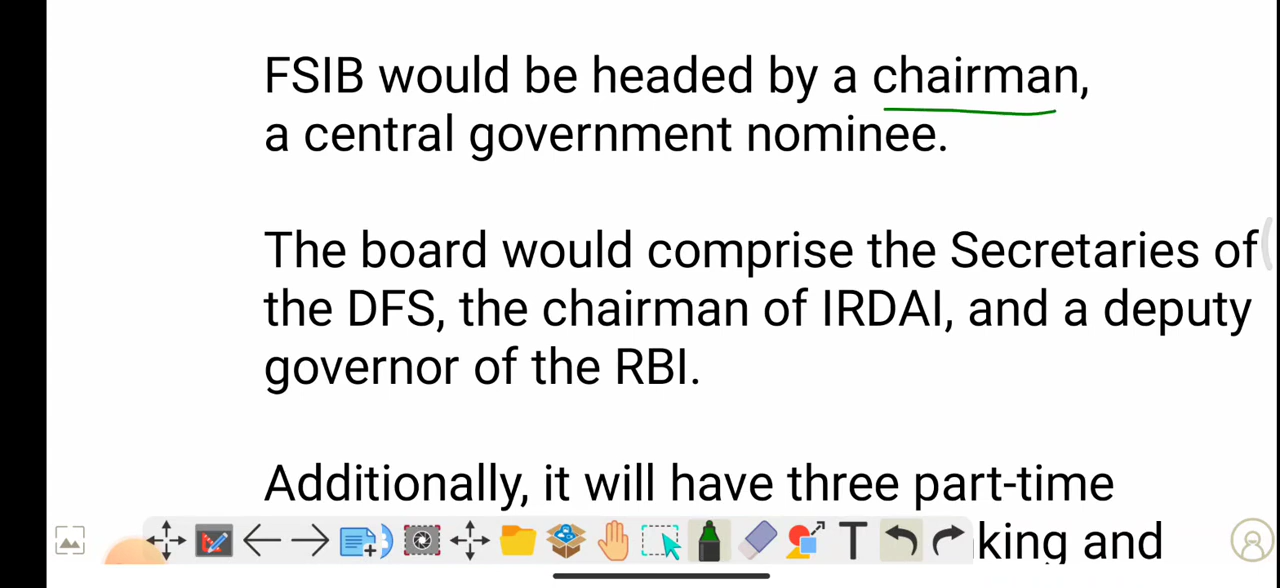 FSIB would be headed by a chairman,
a central government nominee.
The board would comprise the Secretaries of
the DFS, the chairman of IRDAI, and a deputy
governor of the RBI.
Additionally, it will have three part-time
and